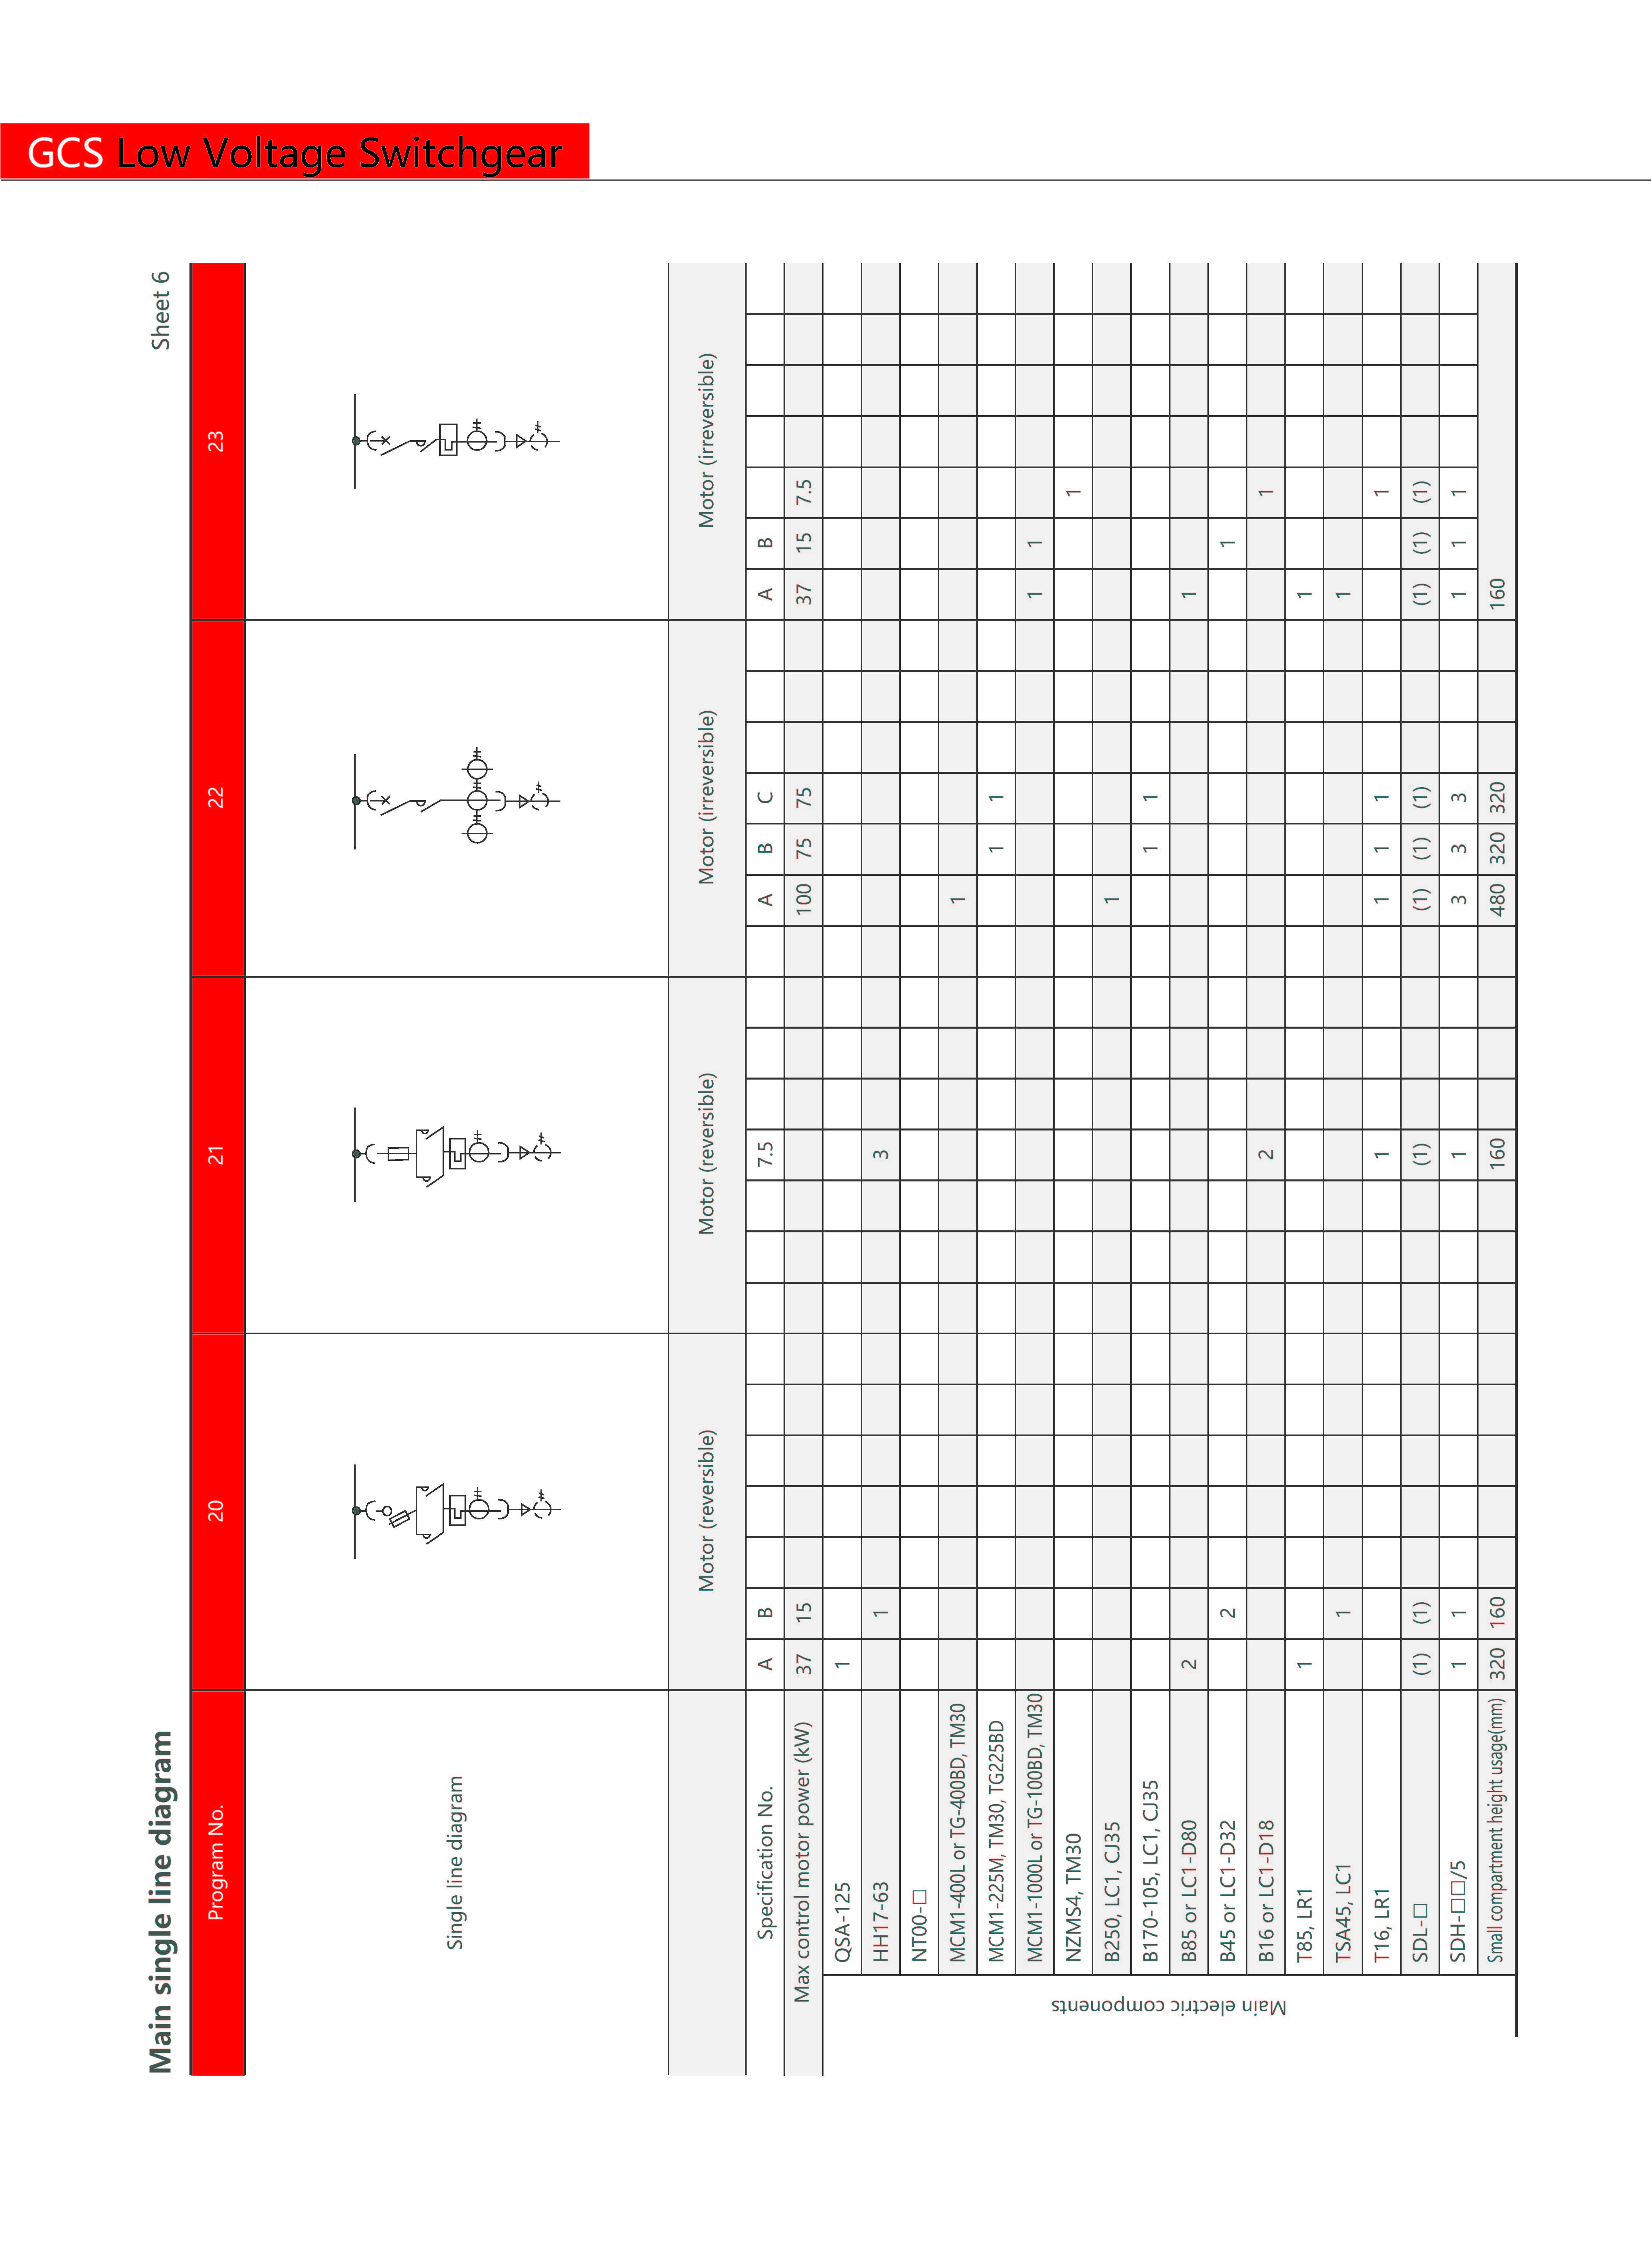 GCS Low Voltage Switchgear
Main single line diagram Sheet 6
Program No. 20 21 22 23
Single line diagram
Motor (reversible) Motor (reversible) Motor (irreversible) Motor (irreversible)
Specification No. A B 7.5 A B C A B
Max control motor power (kW) 37 15 100 75 75 37 15 7.5
Main electric components
QSA-125 1
HH17-63 1 3
NT00-□
MCM1-400L or TG-400BD, TM30 1
MCM1-225M, TM30, TG225BD 1 1
MCM1-1000L or TG-100BD, TM30 1 1
NZMS4, TM30 1
B250, LC1, CJ35 1
B170-105, LC1, CJ35 1 1
B85 or LC1-D80 2 1
B45 or LC1-D32 2 1
B16 or LC1-D18 2 1
T85, LR1 1 1
TSA45, LC1 1 1
T16, LR1 1 1 1 1 1
SDL-□ (1) (1) (1) (1) (1) (1) (1) (1) (1)
SDH-□□/5 1 1 1 3 3 3 1 1 1
Small compartment height usage(mm) 320 160 160 480 320 320 160